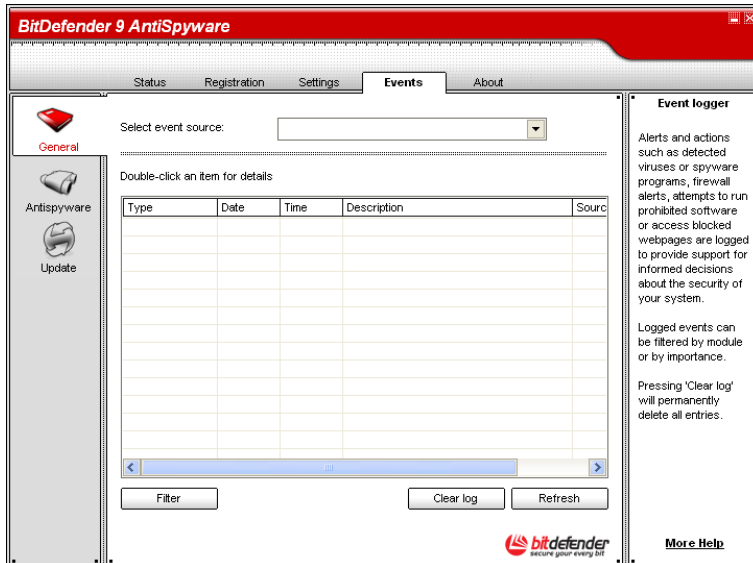 BitDefender 9 AntiSpyware
Status Registration Settings Events About
General
Antispyware
Update
Select event source:
Double-click an item for details
Type Date Time Description Sourc
Filter Clear log Refresh
bitdefender
secure your every bit
Event logger
Alerts and actions
such as detected
viruses or spyware
programs, firewall
alerts, attempts to run
prohibited software
or access blocked
webpages are logged
to provide support for
informed decisions
about the security of
your system.
Logged events can
be filtered by module
or by importance.
Pressing 'Clear log'
will permanently
delete all entries.
More Help